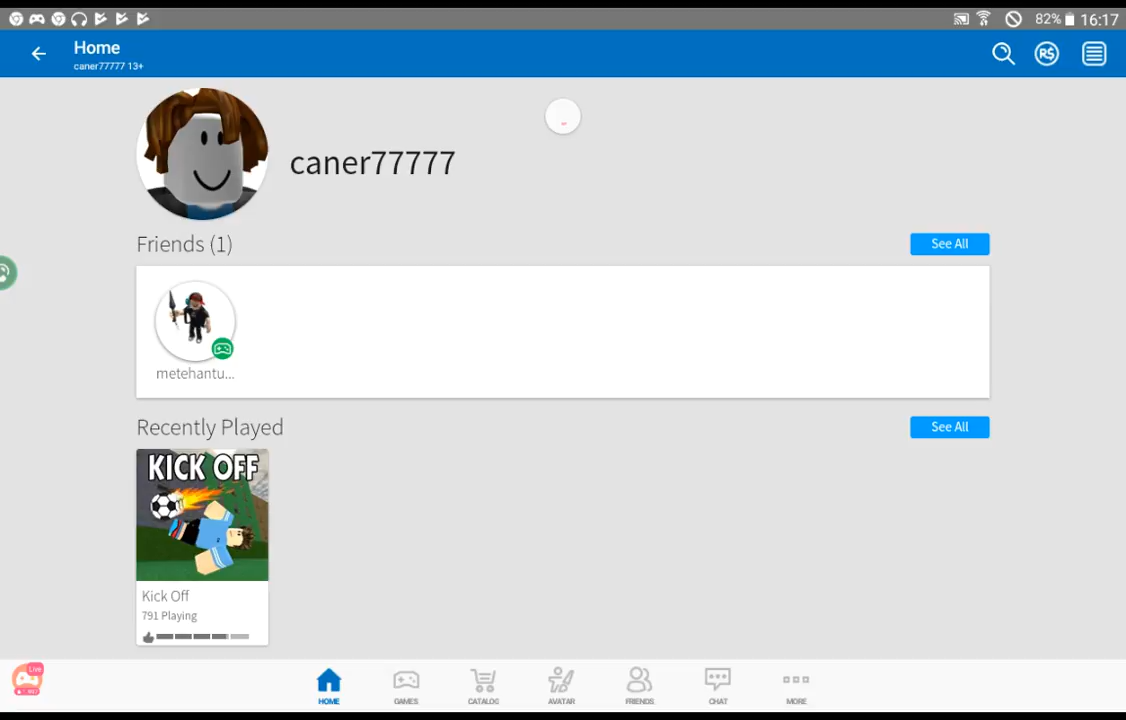 82% 16:17
Home
caner77777 13+
R$
caner77777
Friends (1)
See All
metehantu...
Recently Played
See All
KICK OFF
Kick Off
791 Playing
Live
HOME
GAMES
CATALOG
AVATAR
FRIENDS
CHAT
MORE